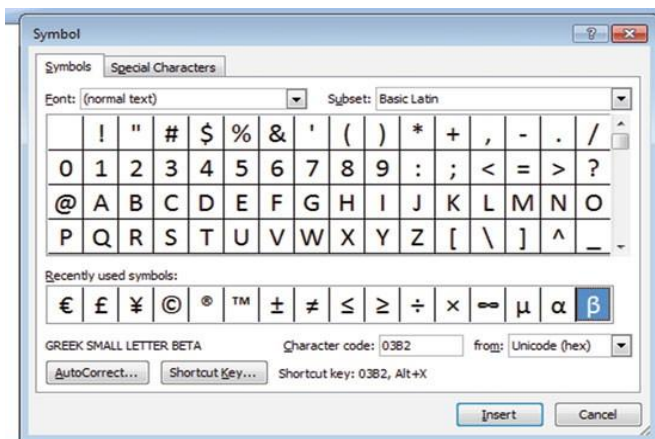 Symbol
Symbols Special Characters
Font: (normal text) Subset: Basic Latin
! " # $ % & ' ( ) * + , - . /
0 1 2 3 4 5 6 7 8 9 : ; < = > ?
@ A B C D E F G H I J K L M N O
P Q R S T U V W X Y Z [ \ ] ^ _
Recently used symbols:
€ £ ¥ © ® ™ ± ≠ ≤ ≥ ÷ × ∞ µ α β
GREEK SMALL LETTER BETA Character code: 03B2 from: Unicode (hex)
AutoCorrect... Shortcut Key... Shortcut key: 03B2, Alt+X
Insert Cancel